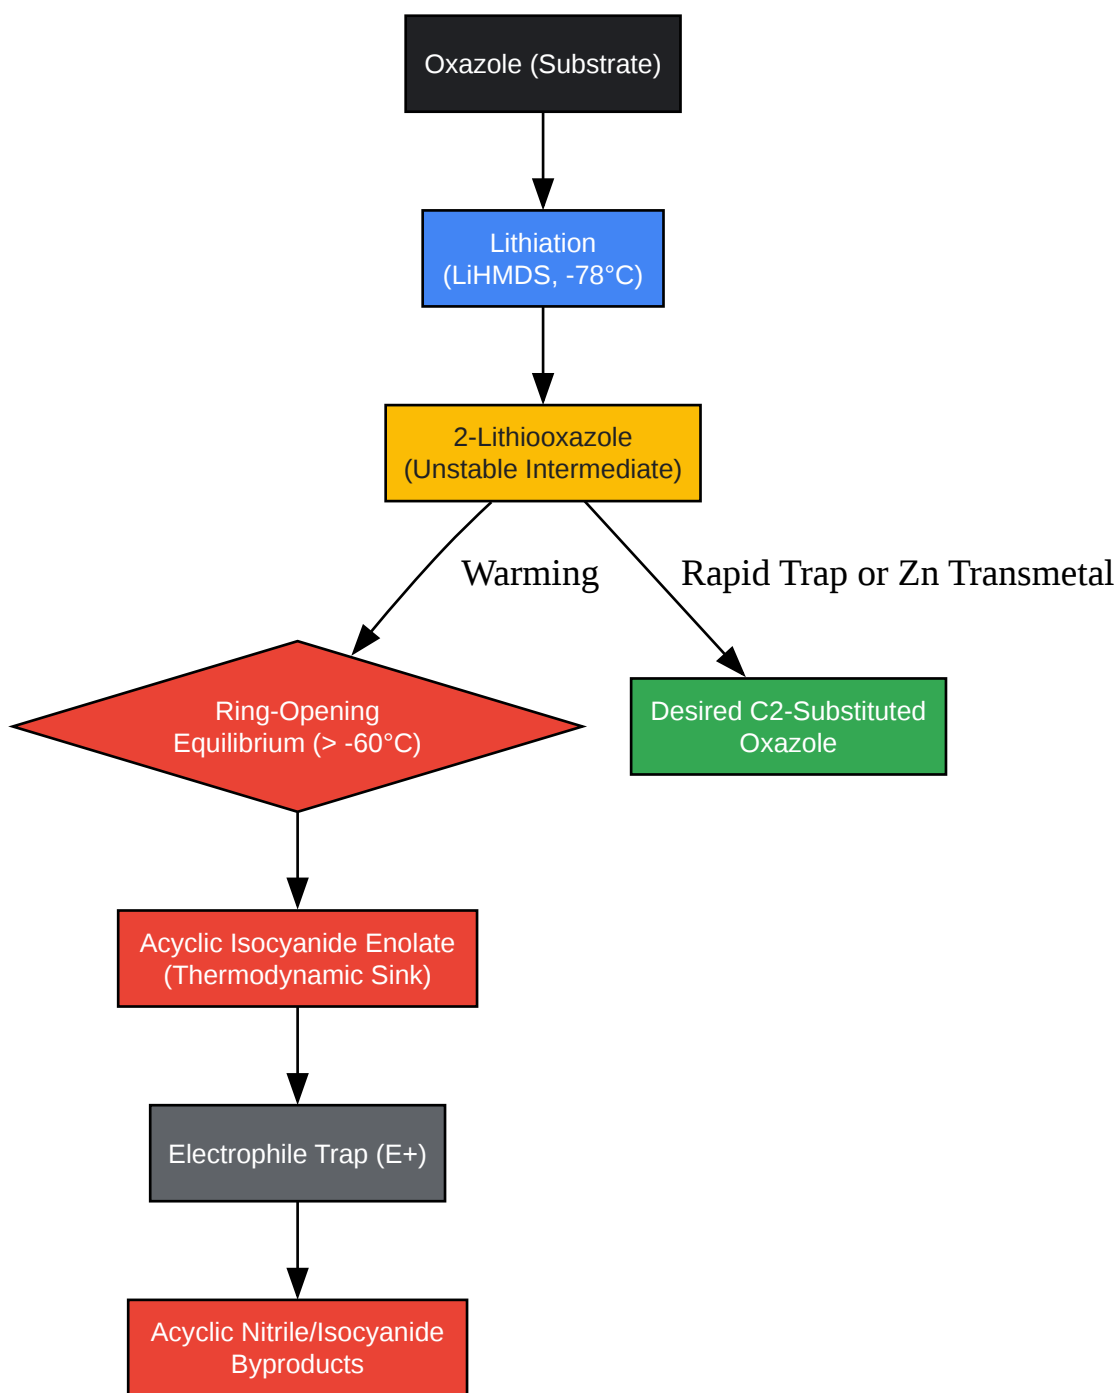 Oxazole (Substrate)
Lithiation
(LiHMDS, -78°C)
2-Lithiooxazole
(Unstable Intermediate)
Warming
Rapid Trap or Zn Transmetal
Ring-Opening
Equilibrium (> -60°C)
Desired C2-Substituted
Oxazole
Acyclic Isocyanide Enolate
(Thermodynamic Sink)
Electrophile Trap (E+)
Acyclic Nitrile/Isocyanide
Byproducts